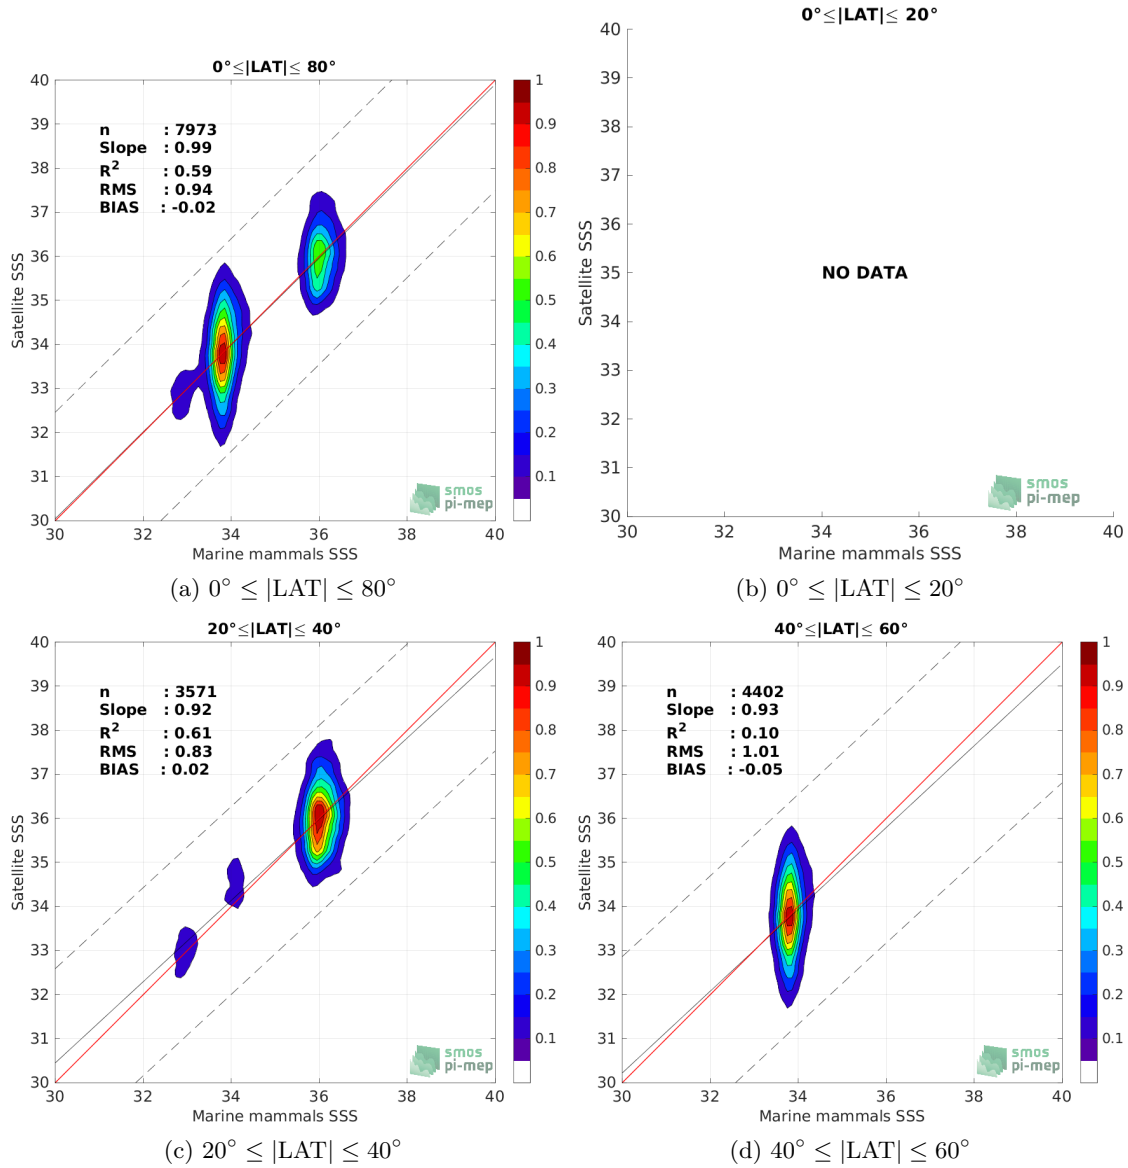 0°≤|LAT|≤ 80°
40
39
38
37
36
35
34
33
32
31
30
Satellite SSS
n : 7973
Slope : 0.99
R² : 0.59
RMS : 0.94
BIAS : -0.02
smos
pi-mep
30 32 34 36 38 40
Marine mammals SSS
1
0.9
0.8
0.7
0.6
0.5
0.4
0.3
0.2
0.1
(a) 0° ≤ |LAT| ≤ 80°
0°≤|LAT|≤ 20°
40
39
38
37
36
35
34
33
32
31
30
Satellite SSS
NO DATA
smos
pi-mep
30 32 34 36 38 40
Marine mammals SSS
(b) 0° ≤ |LAT| ≤ 20°
20°≤|LAT|≤ 40°
40
39
38
37
36
35
34
33
32
31
30
Satellite SSS
n : 3571
Slope : 0.92
R² : 0.61
RMS : 0.83
BIAS : 0.02
smos
pi-mep
30 32 34 36 38 40
Marine mammals SSS
1
0.9
0.8
0.7
0.6
0.5
0.4
0.3
0.2
0.1
(c) 20° ≤ |LAT| ≤ 40°
40°≤|LAT|≤ 60°
40
39
38
37
36
35
34
33
32
31
30
Satellite SSS
n : 4402
Slope : 0.93
R² : 0.10
RMS : 1.01
BIAS : -0.05
smos
pi-mep
30 32 34 36 38 40
Marine mammals SSS
1
0.9
0.8
0.7
0.6
0.5
0.4
0.3
0.2
0.1
(d) 40° ≤ |LAT| ≤ 60°